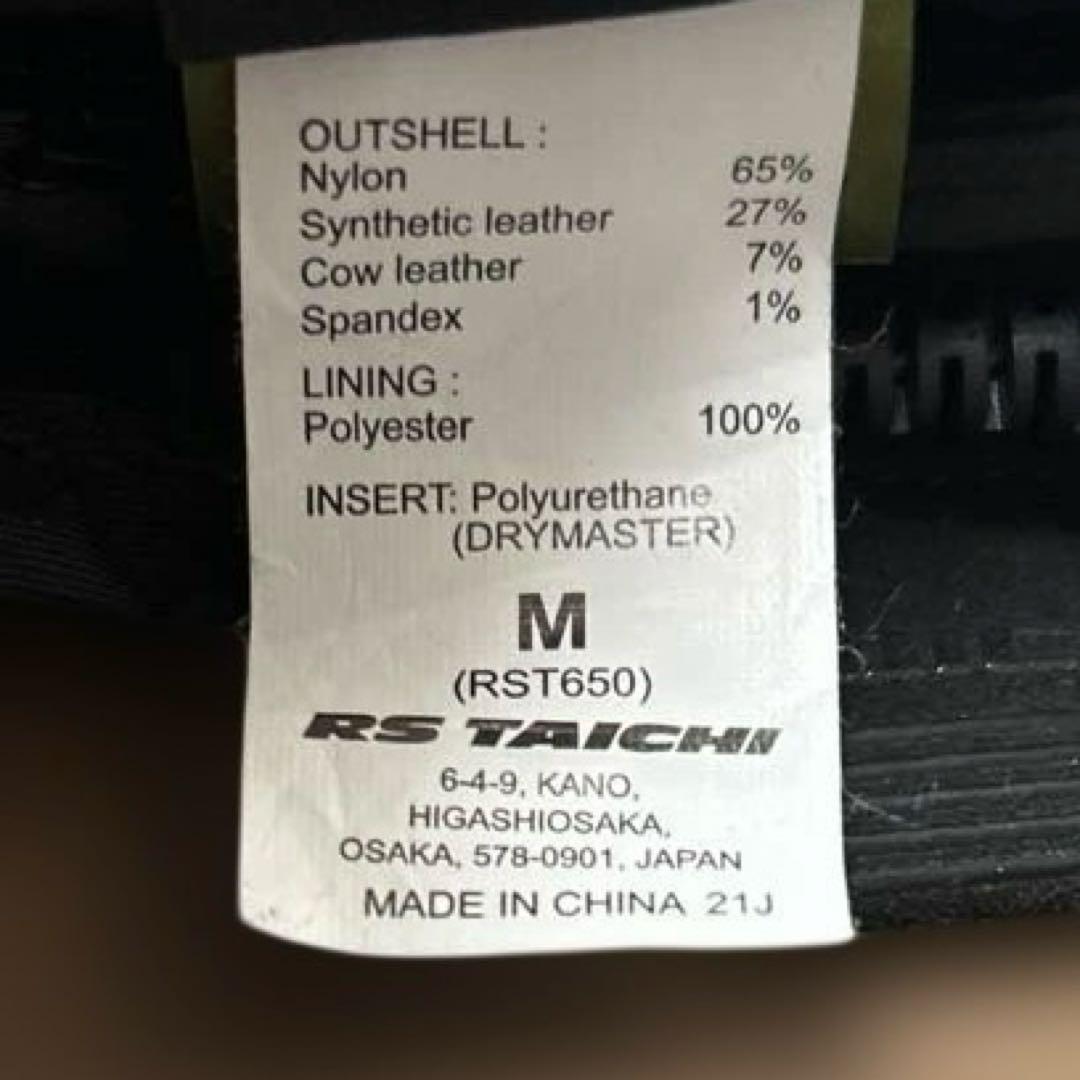 OUTSHELL :
Nylon 65%
Synthetic leather 27%
Cow leather 7%
Spandex 1%
LINING :
Polyester 100%
INSERT: Polyurethane
(DRYMASTER)
M
(RST650)
RS TAICHI
6-4-9, KANO,
HIGASHIOSAKA,
OSAKA, 578-0901, JAPAN
MADE IN CHINA 21J